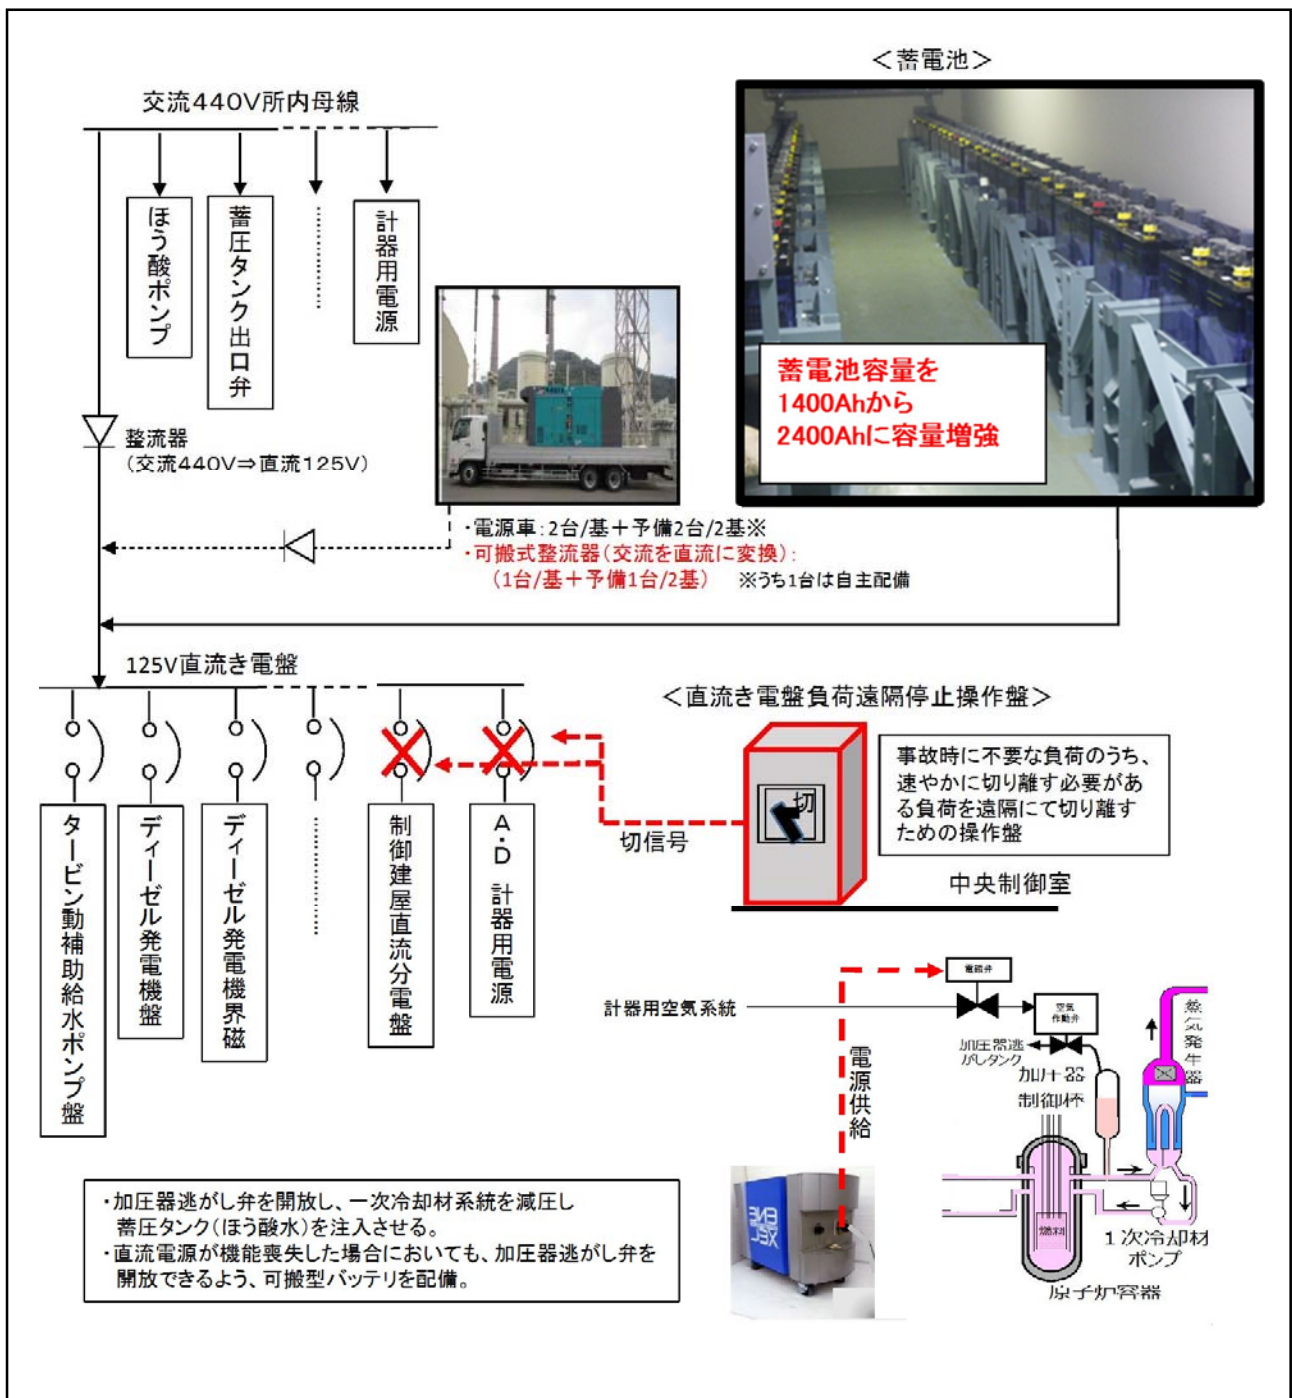 ＜蓄電池＞
交流440V所内母線
ほう酸ポンプ
蓄圧タンク出口弁
計器用電源
蓄電池容量を
1400Ahから
2400Ahに容量増強
整流器
(交流440V⇒直流125V)
・電源車：2台/基＋予備2台/2基※
・可搬式整流器(交流を直流に変換)：
(1台/基＋予備1台/2基)　※うち1台は自主配備
125V直流き電盤
＜直流き電盤負荷遠隔停止操作盤＞
タービン動補助給水ポンプ盤
ディーゼル発電機盤
ディーゼル発電機界磁
制御建屋直流分電盤
A・D 計器用電源
切信号
切
事故時に不要な負荷のうち、
速やかに切り離す必要があ
る負荷を遠隔にて切り離す
ための操作盤
中央制御室
電磁弁
計器用空気系統
空気
作動弁
加圧器逃
がしタンク
加圧器
制御棒
蒸気発生器
電源供給
燃料
1次冷却材
ポンプ
原子炉容器
・加圧器逃がし弁を開放し、一次冷却材系統を減圧し
蓄圧タンク(ほう酸水)を注入させる。
・直流電源が機能喪失した場合においても、加圧器逃がし弁を
開放できるよう、可搬型バッテリを配備。